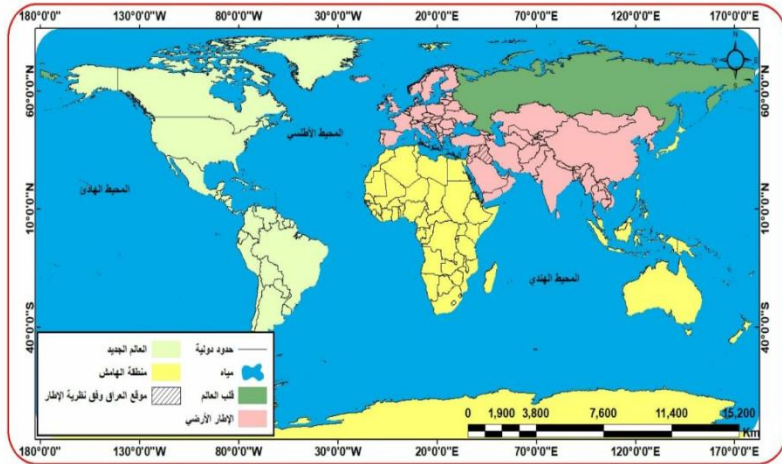 180°0'0" 130°0'0"W 80°0'0"W 30°0'0"W 20°0'0"E 70°0'0"E 120°0'0"E 170°0'0"E
N
W
60°0'0"N
10°0'0"N
40°0'0"S
60°0'0"N
10°0'0"N
40°0'0"S
المحيط الأطلسي
المحيط الهادئ
المحيط الهندي
حدود دولية
العالم الجديد
مياه
منطقة الهامش
قلب العالم
موقع العراق وفق نظرية الإطار
الإطار الأرضي
0 1,900 3,800 7,600 11,400 15,200
Km
180°0'0" 130°0'0"W 80°0'0"W 30°0'0"W 20°0'0"E 70°0'0"E 120°0'0"E 170°0'0"E